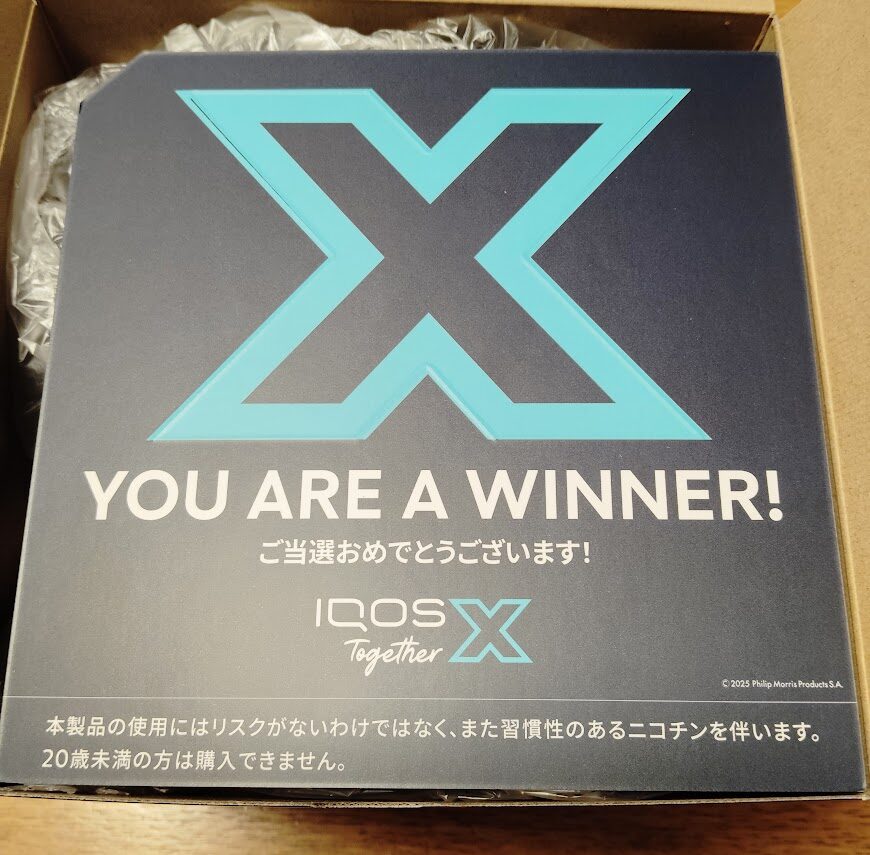 X
YOU ARE A WINNER!
ご当選おめでとうございます!
IQOS X
Together
© 2025 Philip Morris Products S.A.
本製品の使用にはリスクがないわけではなく、また習慣性のあるニコチンを伴います。
20歳未満の方は購入できません。